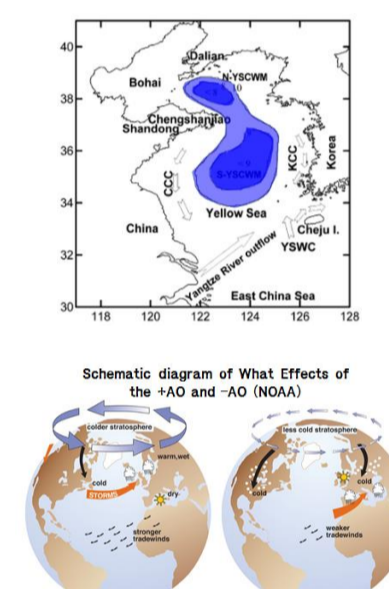 40
38
36
34
32
30
118
120
122
124
126
128
Dalian
N-YSCWM
Bohai
10
Chengshanjiao
Shandong
S-YSCWM
CCC
KCC
Korea
Yellow Sea
China
Cheju I.
YSWC
Yangtze River outflow
East China Sea
Schematic diagram of What Effects of
the +AO and -AO (NOAA)
colder stratosphere
warm,wet
cold
STORMS
dry
stronger
tradewinds
less cold stratosphere
cold
cold
weaker
tradewinds